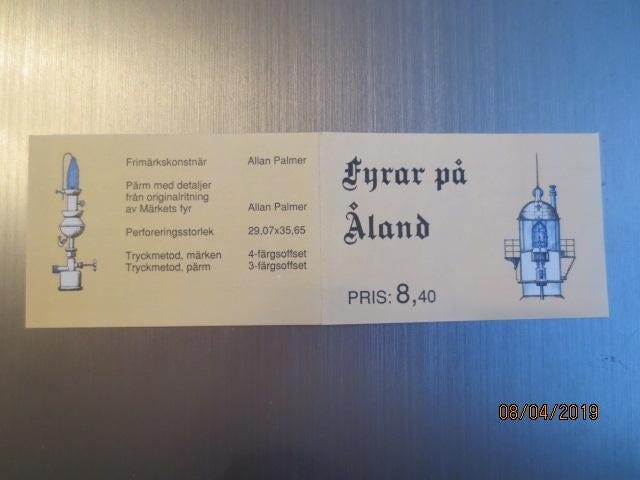 Frimärkskonstnär Allan Palmer
Pärm med detaljer
från originalritning
av Märkets fyr Allan Palmer
Perforeringsstorlek 29,07x35,65
Tryckmetod, märken 4-färgsoffset
Tryckmetod, pärm 3-färgsoffset
Fyrar på
Åland
PRIS: 8,40
08/04/2019